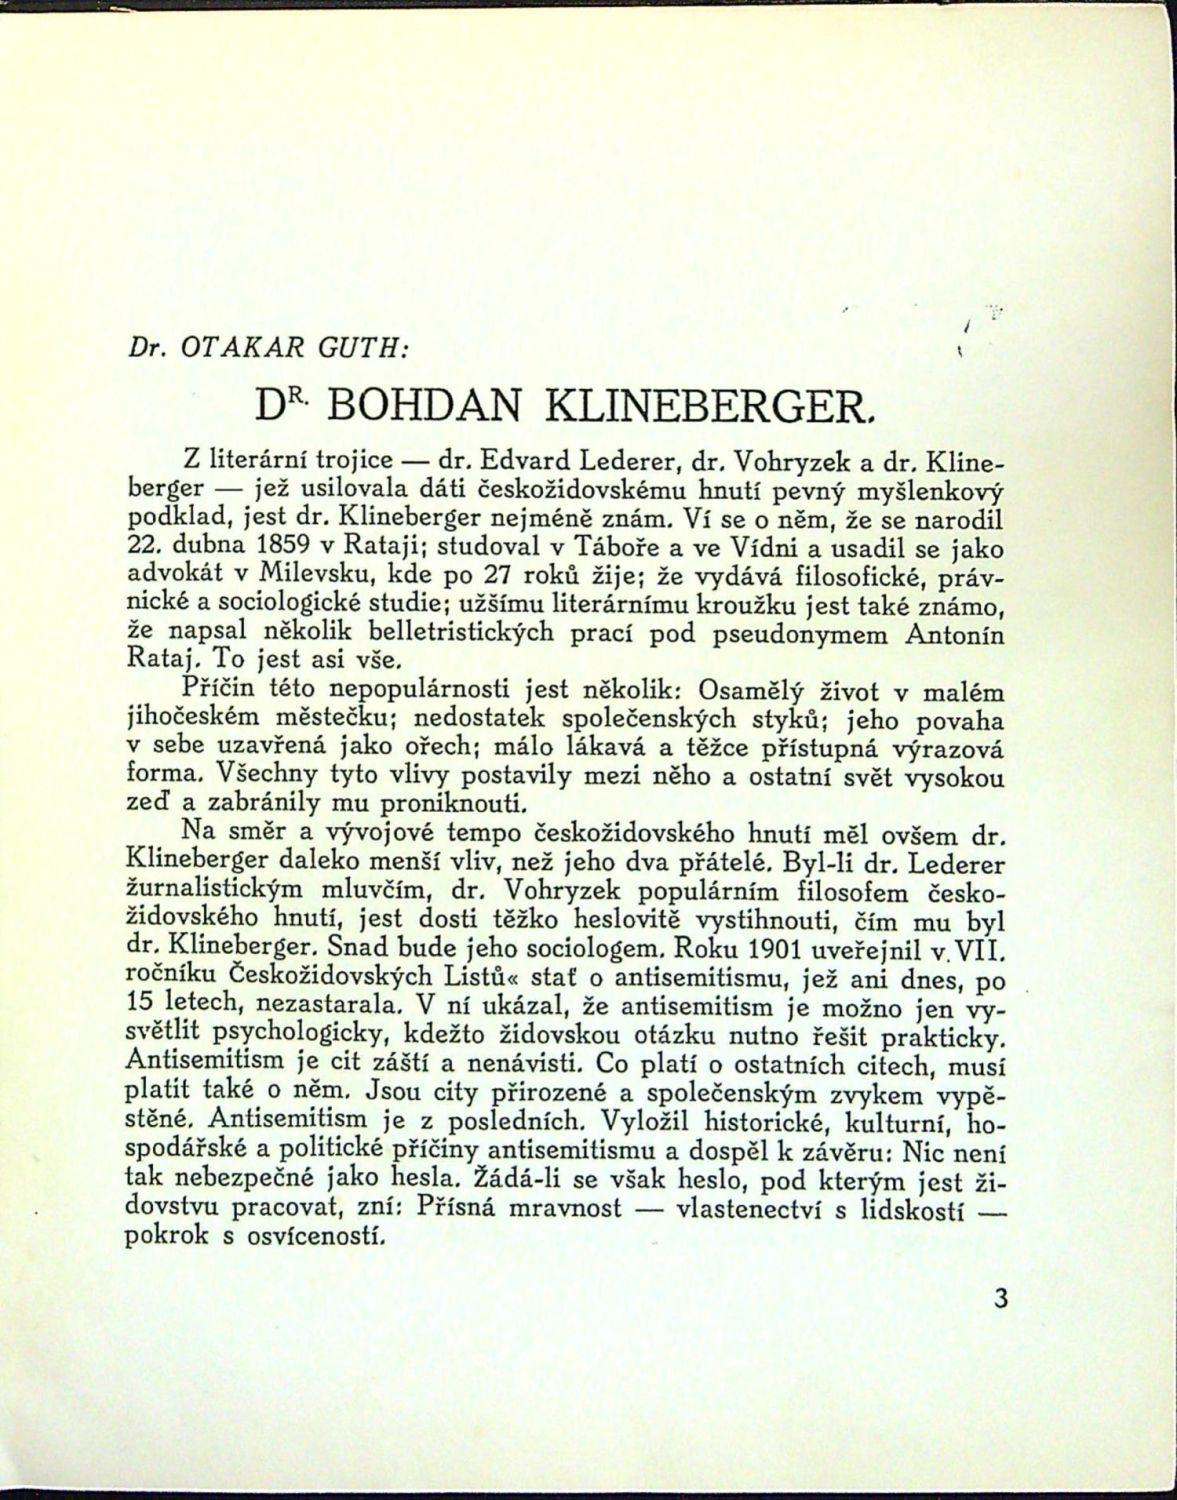 Dr. OTAKAR GUTH:
DR. BOHDAN KLINEBERGER.
Z literární trojice — dr. Edvard Lederer, dr. Vohryzek a dr. Kline-
berger — jež usilovala dáti českožidovskému hnutí pevný myšlenkový
podklad, jest dr. Klineberger nejméně znám. Ví se o něm, že se narodil
22. dubna 1859 v Rataji; studoval v Táboře a ve Vídni a usadil se jako
advokát v Milevsku, kde po 27 roků žije; že vydává filosofické, práv-
nické a sociologické studie; užšímu literárnímu kroužku jest také známo,
že napsal několik belletristických prací pod pseudonymem Antonín
Rataj. To jest asi vše.
Příčin této nepopulárnosti jest několik: Osamělý život v malém
jihočeském městečku; nedostatek společenských styků; jeho povaha
v sebe uzavřená jako ořech; málo lákavá a těžce přístupná výrazová
forma. Všechny tyto vlivy postavily mezi něho a ostatní svět vysokou
zeď a zabránily mu proniknouti.
Na směr a vývojové tempo českožidovského hnutí měl ovšem dr.
Klineberger daleko menší vliv, než jeho dva přátelé. Byl-li dr. Lederer
žurnalistickým mluvčím, dr. Vohryzek populárním filosofem česko-
židovského hnutí, jest dosti těžko heslovitě vystihnouti, čím mu byl
dr. Klineberger. Snad bude jeho sociologem. Roku 1901 uveřejnil v VII.
ročníku Českožidovských Listů« stať o antisemitismu, jež ani dnes, po
15 letech, nezastarala. V ní ukázal, že antisemitism je možno jen vy-
světlit psychologicky, kdežto židovskou otázku nutno řešit prakticky.
Antisemitism je cit záští a nenávisti. Co platí o ostatních citech, musí
platit také o něm. Jsou city přirozené a společenským zvykem vypě-
stěné. Antisemitism je z posledních. Vyložil historické, kulturní, ho-
spodářské a politické příčiny antisemitismu a dospěl k závěru: Nic není
tak nebezpečné jako hesla. Žádá-li se však heslo, pod kterým jest ži-
dovstvu pracovat, zní: Přísná mravnost — vlastenectví s lidskostí —
pokrok s osvíceností.
3